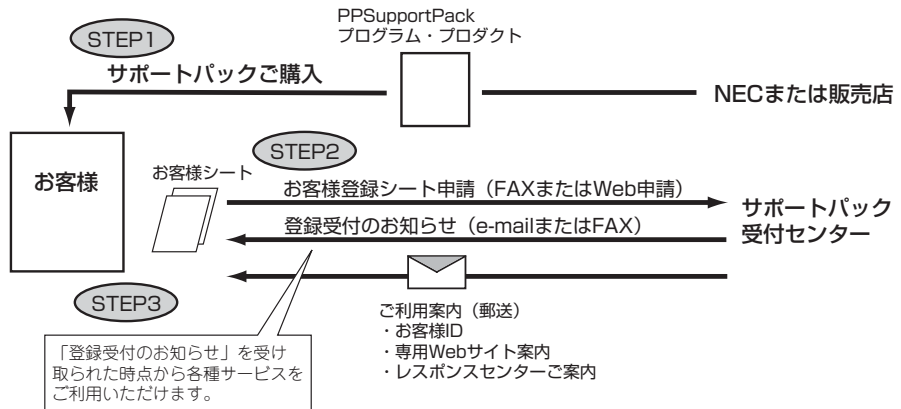 PPSupportPack
プログラム・プロダクト
STEP1
サポートパックご購入
NECまたは販売店
お客様
STEP2
お客様シート
お客様登録シート申請（FAXまたはWeb申請）
登録受付のお知らせ（e-mailまたはFAX）
サポートパック
受付センター
STEP3
ご利用案内（郵送）
・お客様ID
・専用Webサイト案内
・レスポンスセンターご案内
「登録受付のお知らせ」を受け
取られた時点から各種サービスを
ご利用いただけます。